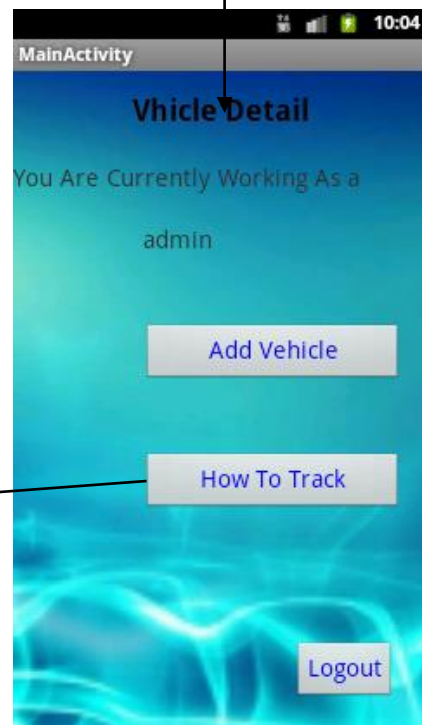 10:04
MainActivity
Vhicle Detail
You Are Currently Working As a
admin
Add Vehicle
How To Track
Logout